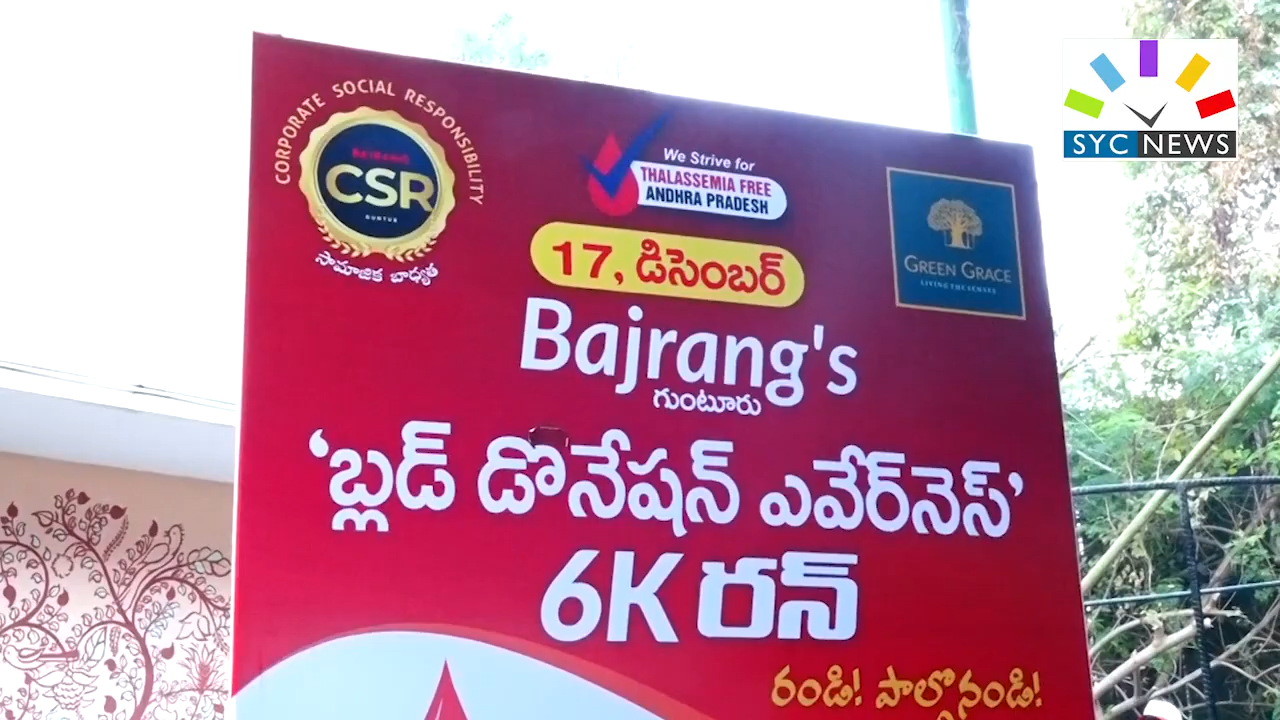 CORPORATE SOCIAL RESPONSIBILITY
BAJRANG
CSR
GUNTUR
సామాజిక బాధ్యత
We Strive for
THALASSEMIA FREE
ANDHRA PRADESH
17, డిసెంబర్
GREEN GRACE
LIVING THE SENSES
Bajrang's
గుంటూరు
'బ్లడ్ డొనేషన్ ఎవేర్‌నెస్'
6K రన్
రండి! పాల్గొనండి!
SYC NEWS